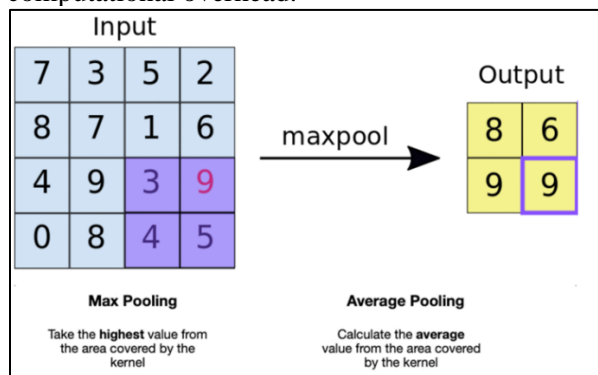 computational overhead.
Input
7 3 5 2
8 7 1 6
4 9 3 9
0 8 4 5
maxpool
Output
8 6
9 9
Max Pooling
Take the highest value from
the area covered by the
kernel
Average Pooling
Calculate the average
value from the area covered
by the kernel